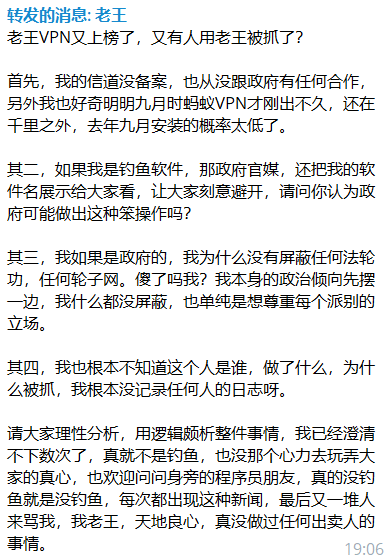 转发的消息: 老王
老王VPN又上榜了，又有人用老王被抓了？
首先，我的信道没备案，也从没跟政府有任何合作，
另外我也好奇明明九月时蚂蚁VPN才刚出不久，还在
千里之外，去年九月安装的概率太低了。
其二，如果我是钓鱼软件，那政府官媒，还把我的软
件名展示给大家看，让大家刻意避开，请问你认为政
府可能做出这种笨操作吗？
其三，我如果是政府的，我为什么没有屏蔽任何法轮
功，任何轮子网。傻了吗我？我本身的政治倾向先摆
一边，我什么都没屏蔽，也单纯是想尊重每个派别的
立场。
其四，我也根本不知道这个人是谁，做了什么，为什
么被抓，我根本没记录任何人的日志呀。
请大家理性分析，用逻辑颇析整件事情，我已经澄清
不下数次了，真就不是钓鱼，也没那个心力去玩弄大
家的真心，也欢迎问问身旁的程序员朋友，真的没钓
鱼就是没钓鱼，每次都出现这种新闻，最后又一堆人
来骂我，我老王，天地良心，真没做过任何出卖人的
事情。
19:06